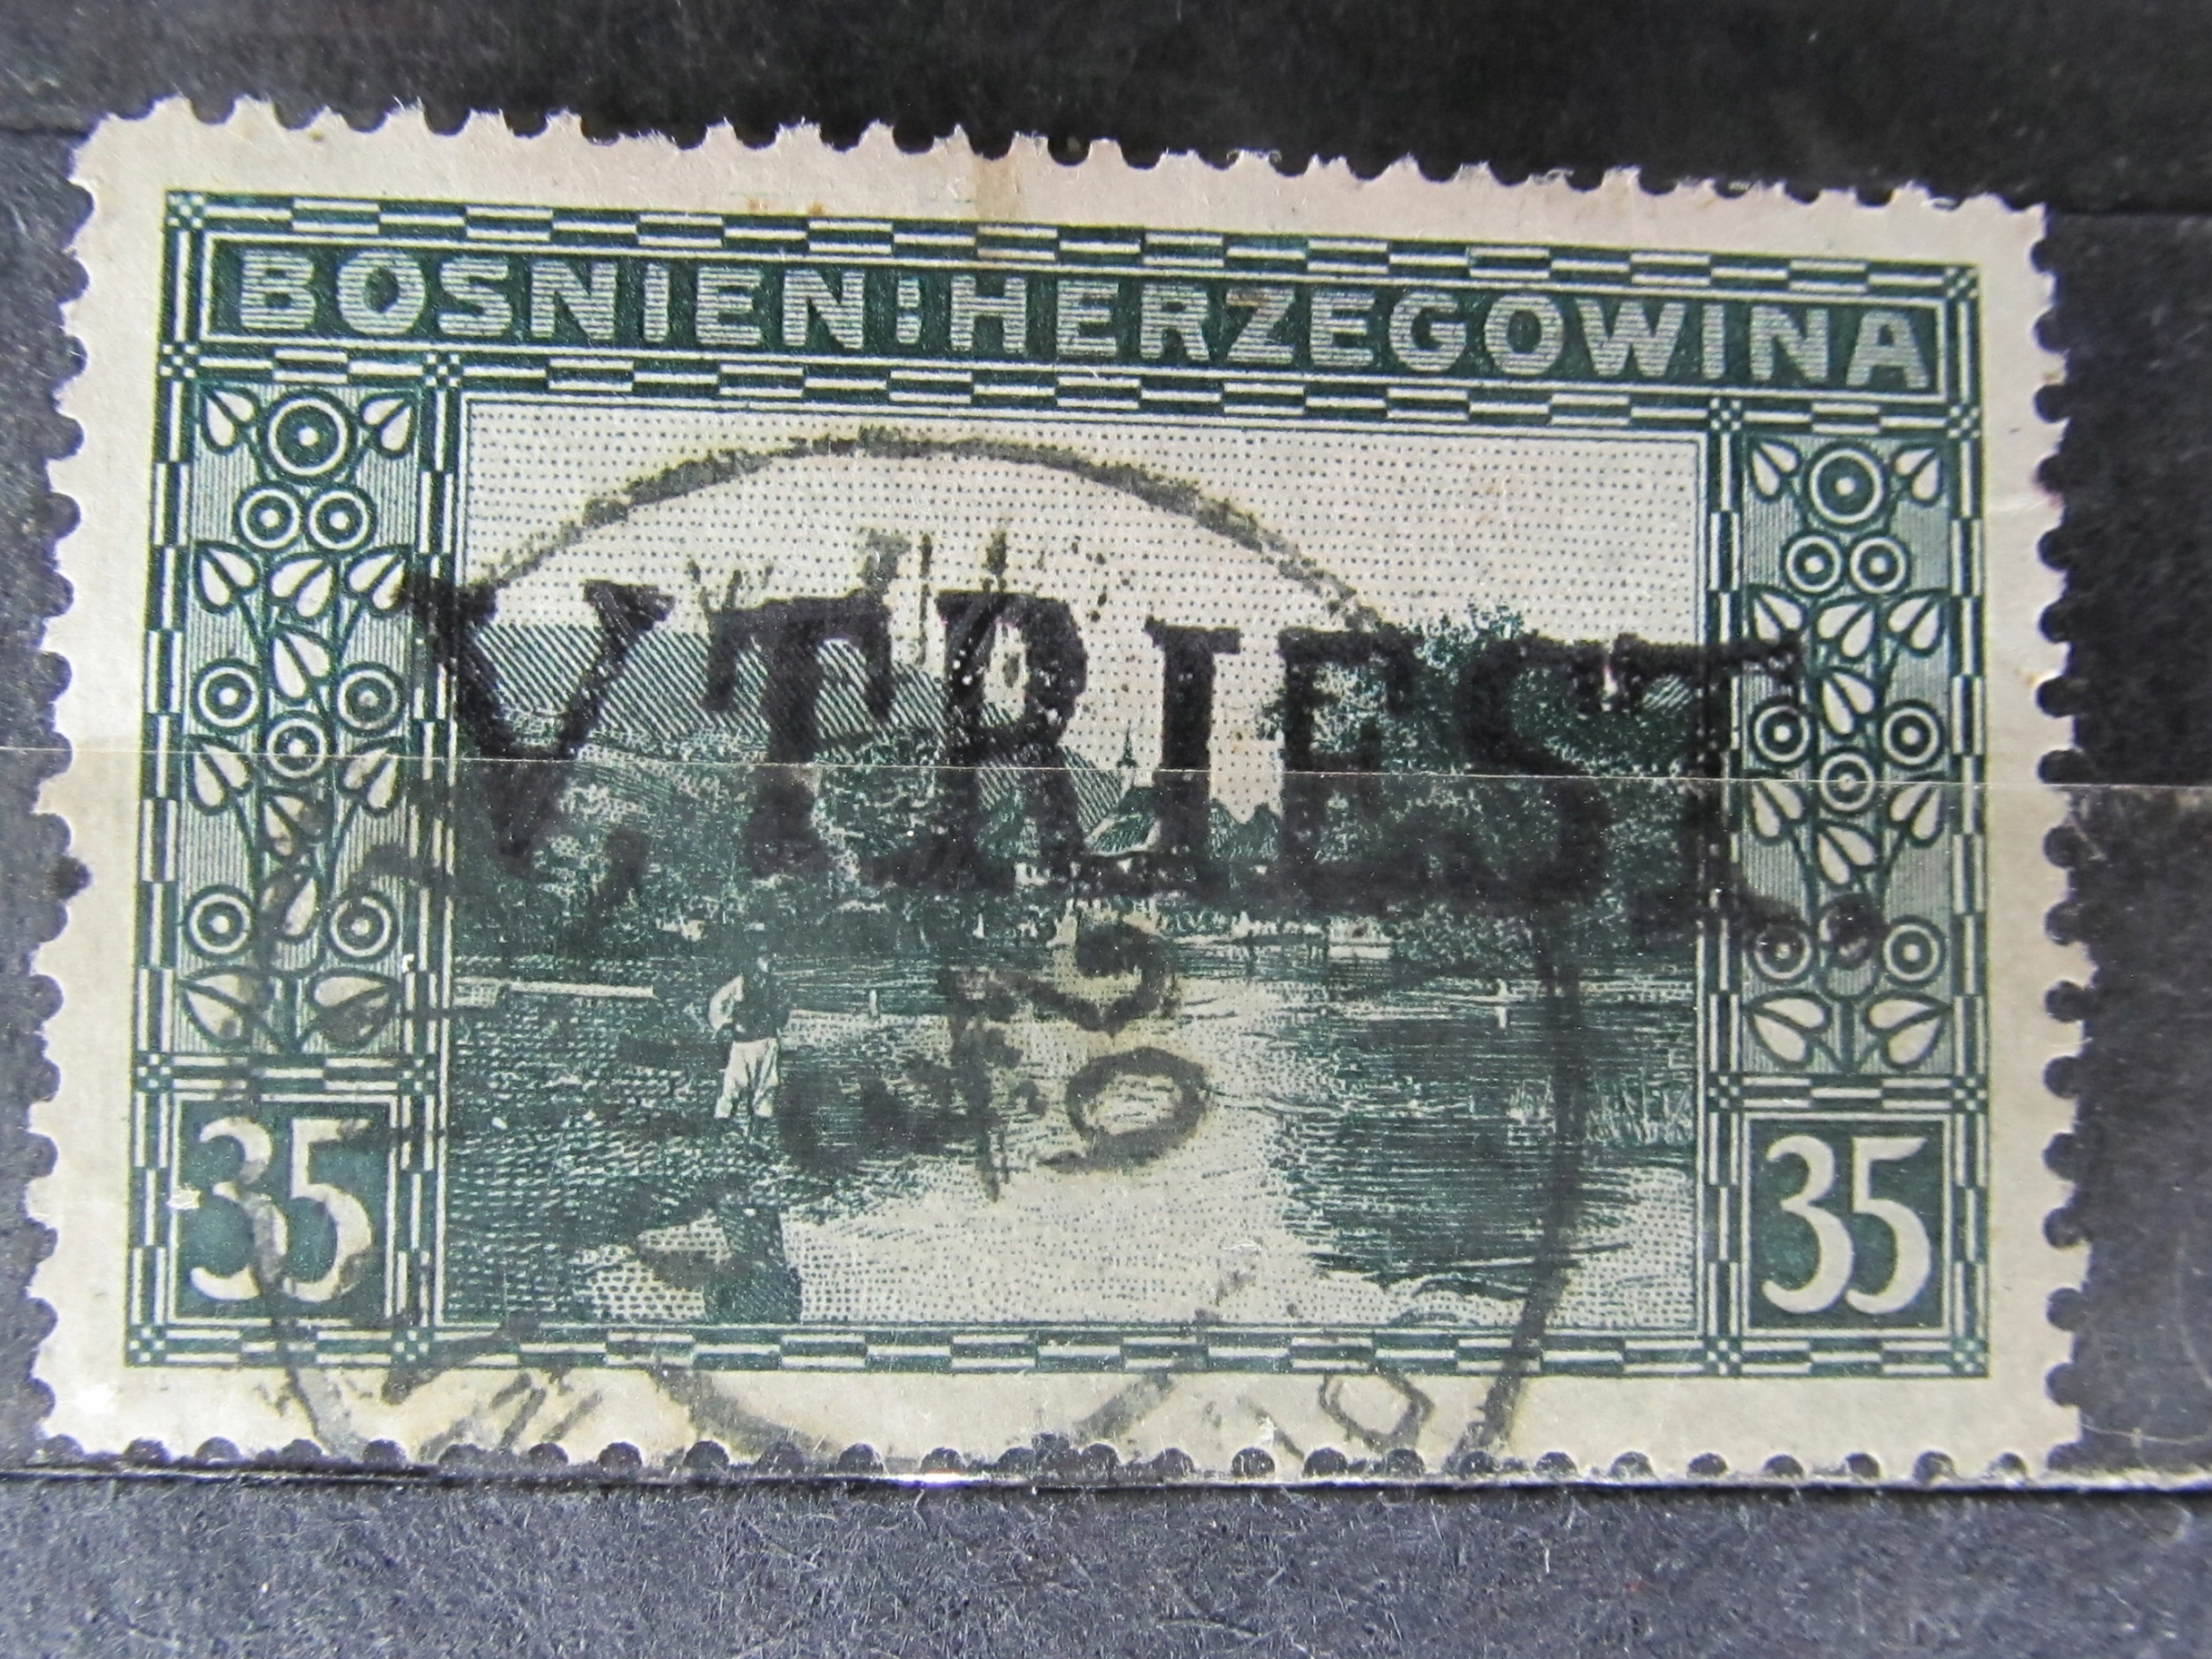 BOSNIEN:HERZEGOWINA
V. TRIEST.
35 35